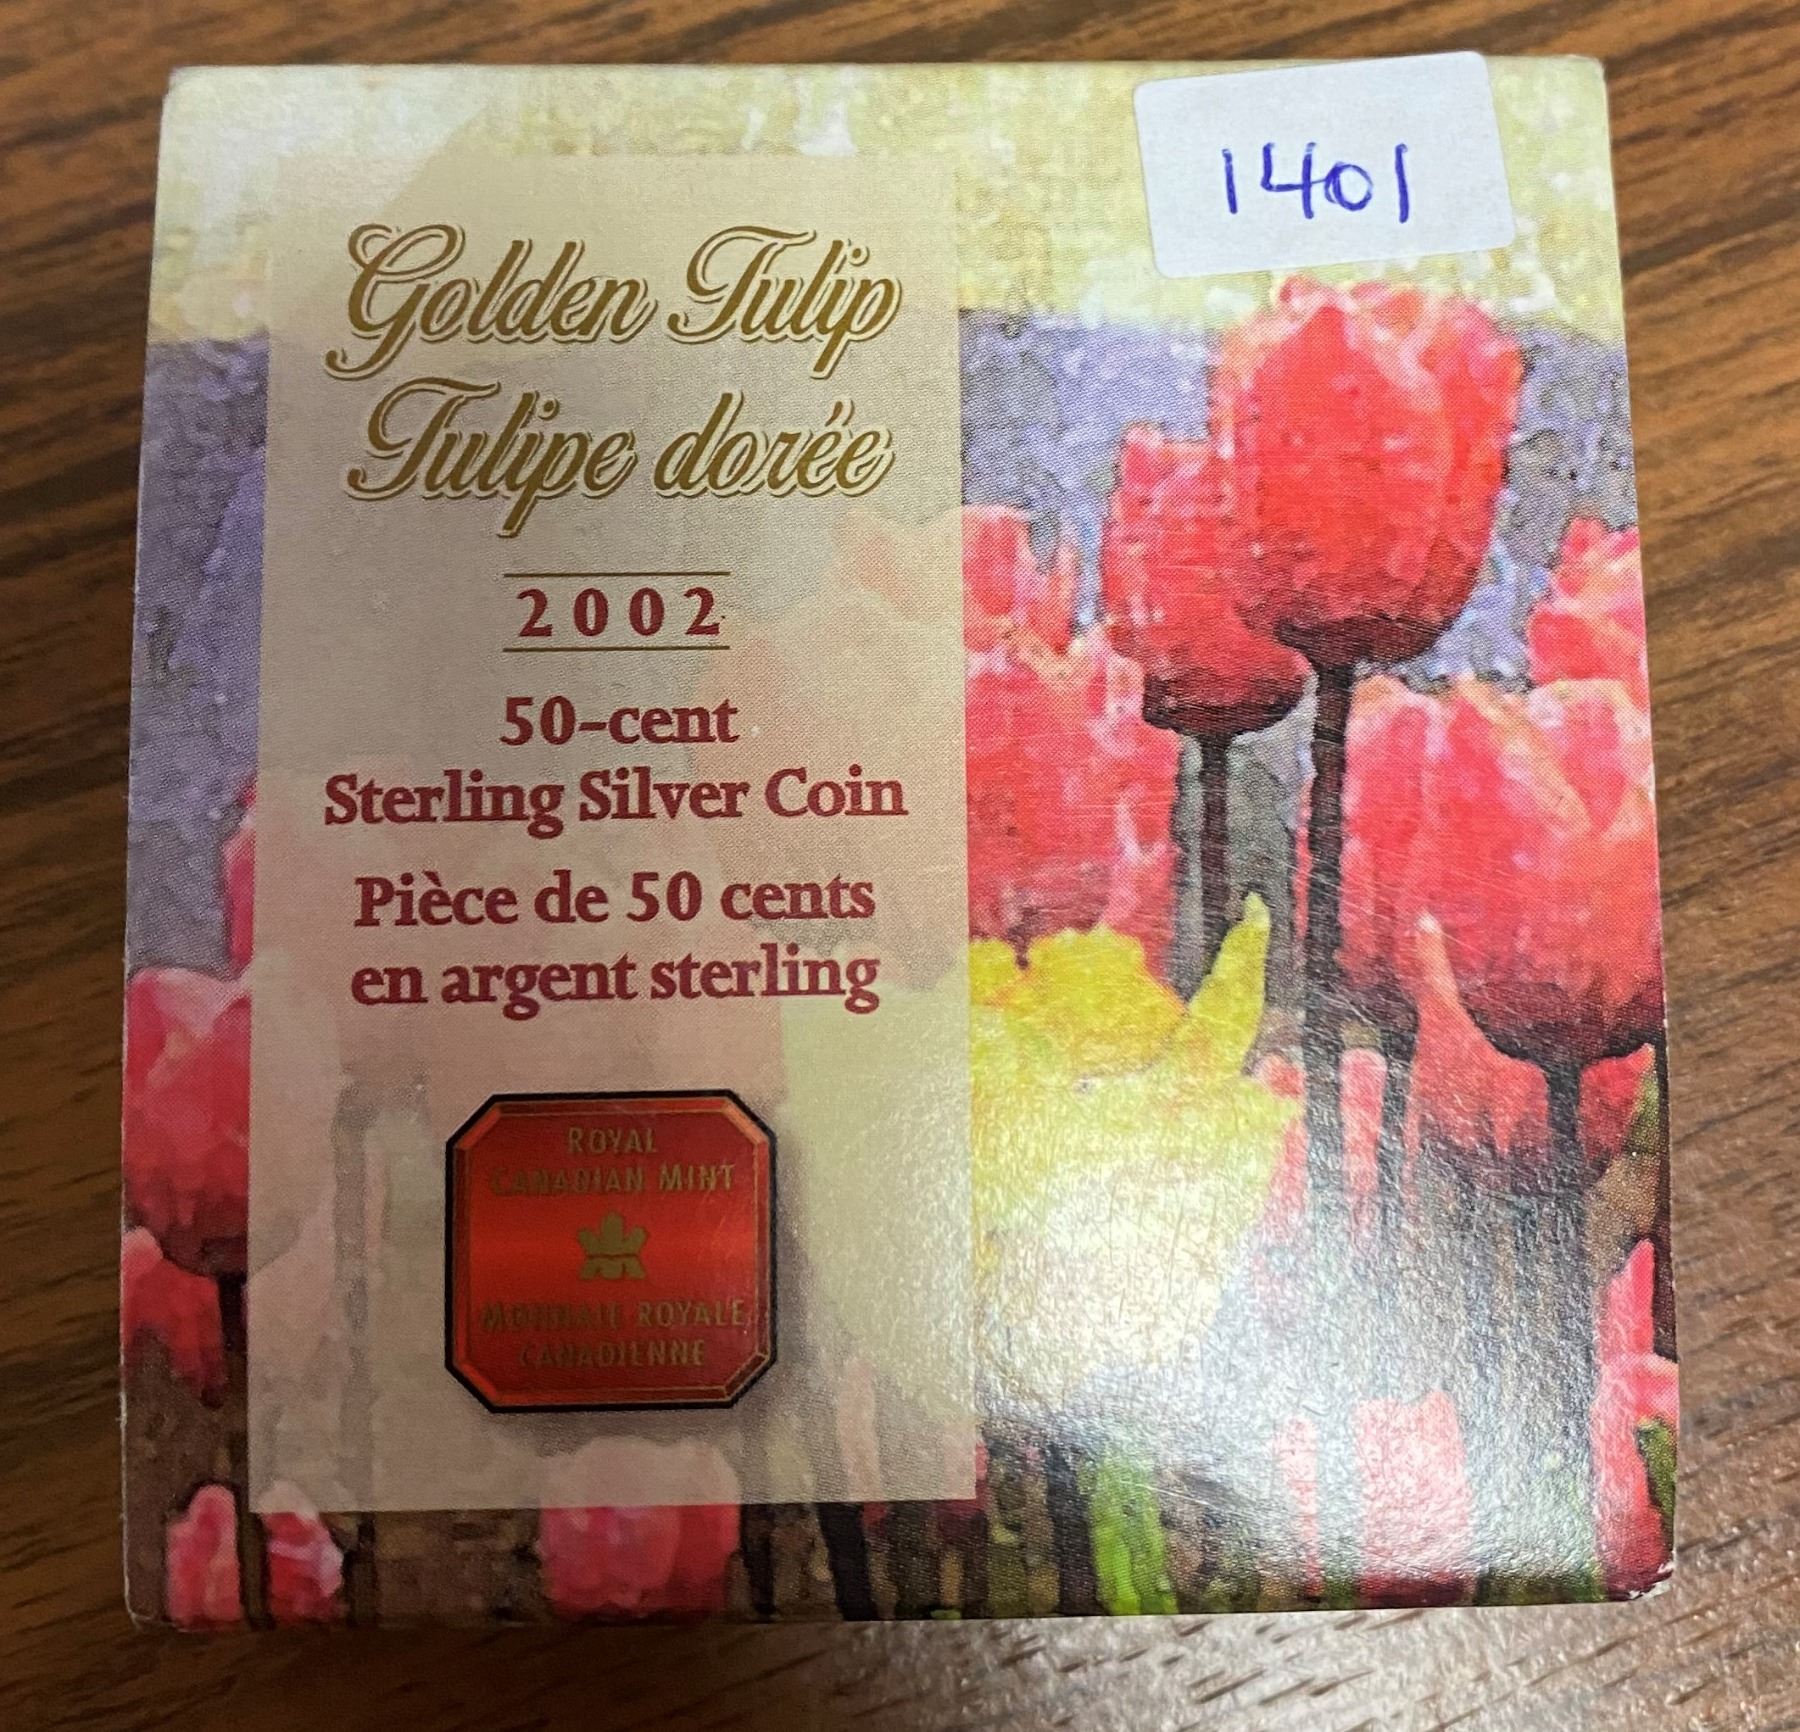 1401
Golden Tulip
Tulipe dorée
2002
50-cent
Sterling Silver Coin
Pièce de 50 cents
en argent sterling
ROYAL
CANADIAN MINT
MONNAIE ROYALE
CANADIENNE